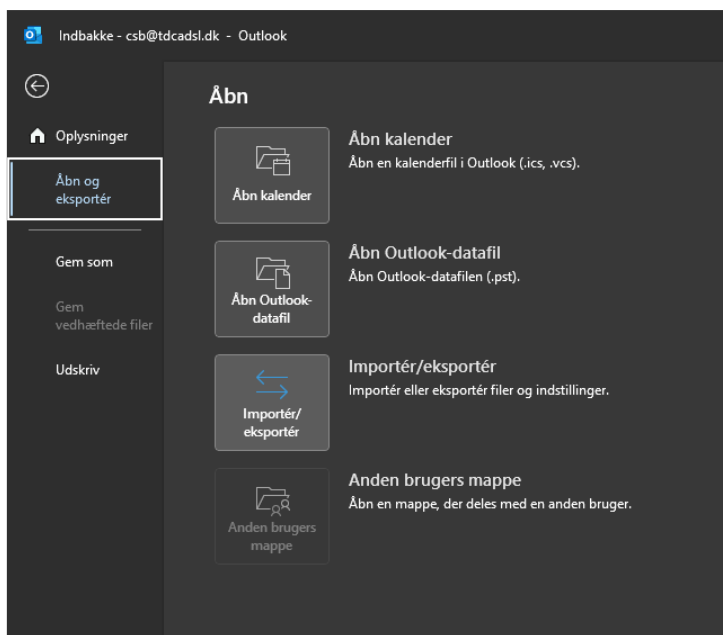 Indbakke - csb@tdcadsl.dk - Outlook
Åbn
Oplysninger
Åbn og
eksportér
Gem som
Gem
vedhæftede filer
Udskriv
Åbn kalender
Åbn kalender
Åbn en kalenderfil i Outlook (.ics, .vcs).
Åbn Outlook-
datafil
Åbn Outlook-datafil
Åbn Outlook-datafilen (.pst).
Importér/
eksportér
Importér/eksportér
Importér eller eksportér filer og indstillinger.
Anden brugers
mappe
Anden brugers mappe
Åbn en mappe, der deles med en anden bruger.